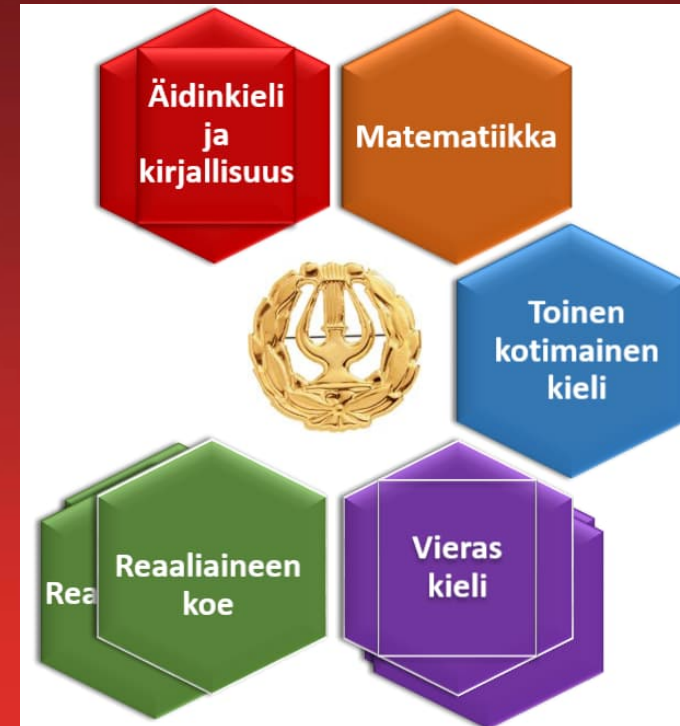 Äidinkieli
ja
kirjallisuus
Matematiikka
Toinen
kotimainen
kieli
Reaaliaineen
koe
Rea
Vieras
kieli